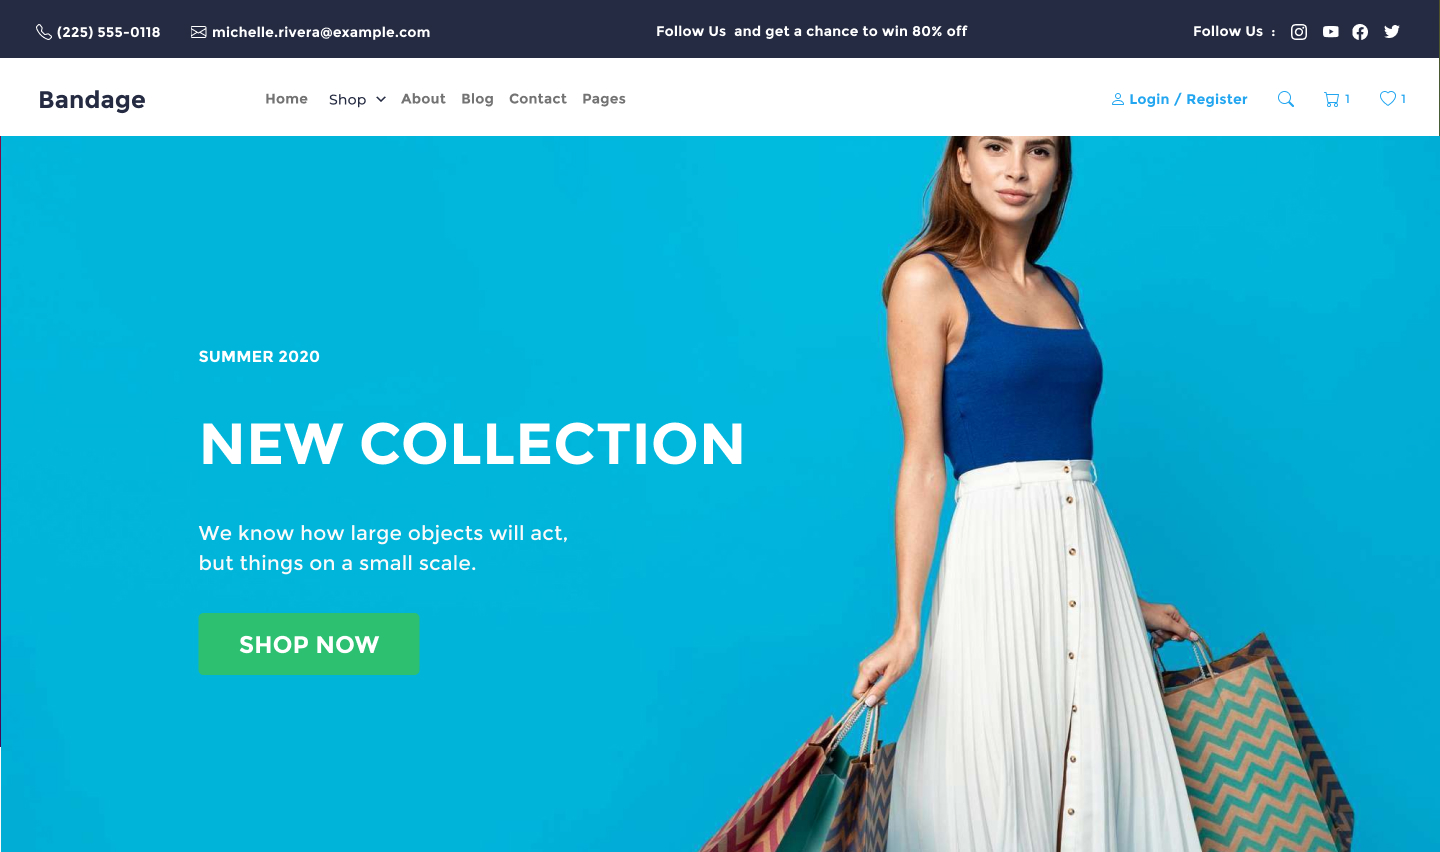 (225) 555-0118 michelle.rivera@example.com Follow Us and get a chance to win 80% off Follow Us :
Bandage Home Shop About Blog Contact Pages Login / Register 1 1
SUMMER 2020
NEW COLLECTION
We know how large objects will act,
but things on a small scale.
SHOP NOW